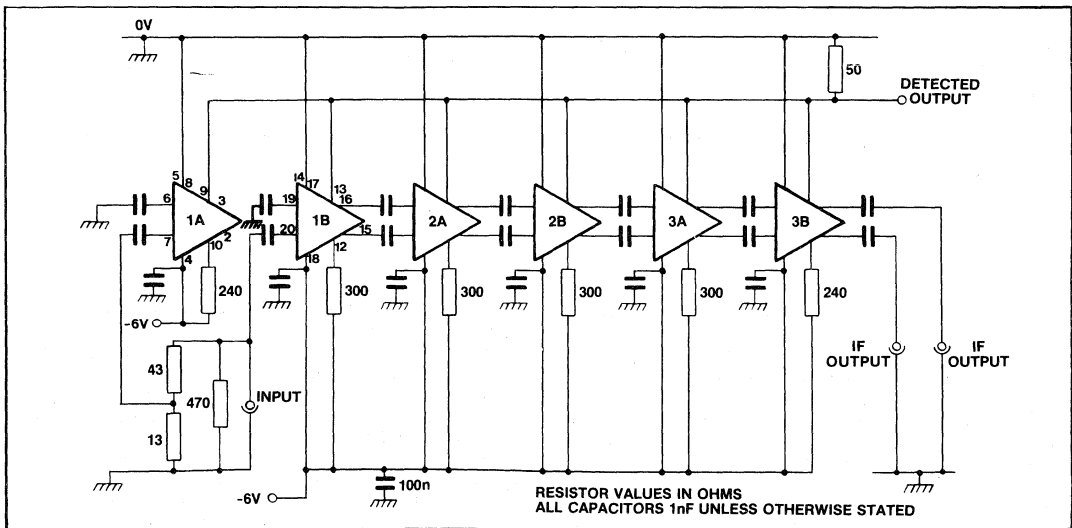 0V
50
DETECTED
OUTPUT
5
8
9
3
6
1A
7
2
10
4
14
17
13
16
19
1B
20
15
12
18
2A
2B
3A
3B
240
300
300
300
300
240
-6V
43
470
INPUT
13
IF
OUTPUT
IF
OUTPUT
-6V
100n
RESISTOR VALUES IN OHMS
ALL CAPACITORS 1nF UNLESS OTHERWISE STATED